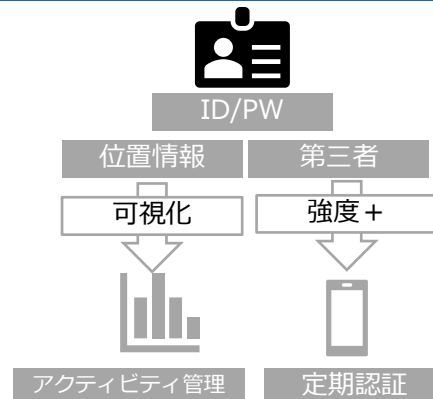 ID/PW
位置情報
第三者
可視化
強度+
アクティビティ管理
定期認証